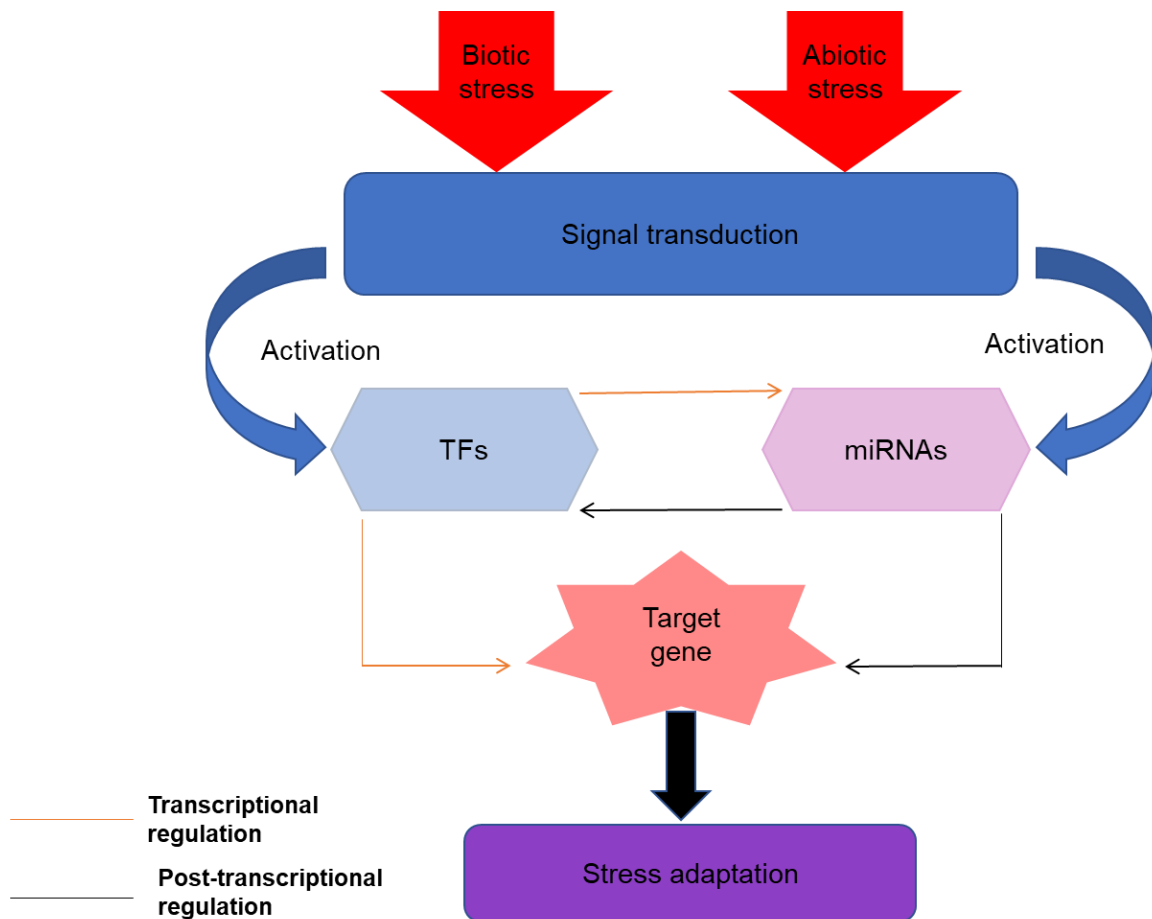 Biotic
stress
Abiotic
stress
Signal transduction
Activation
Activation
TFs
miRNAs
Target
gene
Transcriptional
regulation
Post-transcriptional
regulation
Stress adaptation